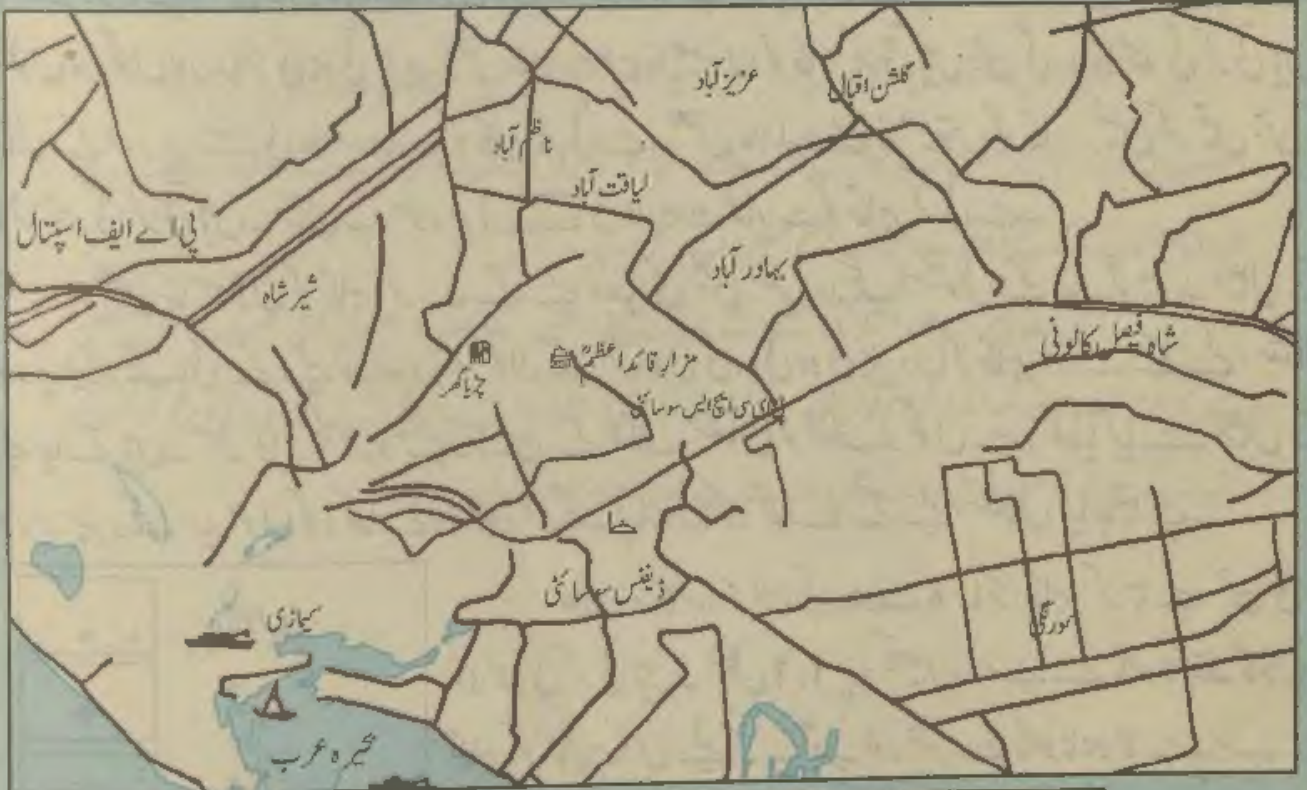 عزیز آباد
گلشن اقبال
ناظم آباد
لیاقت آباد
پی اے ایف اسپتال
بہادر آباد
شیر شاہ
شاہ فیصل کالونی
مزار قائد اعظمؒ
چڑیا گھر
پی ای سی ایچ ایس سوسائٹی
ڈیفنس سوسائٹی
کیماڑی
کورنگی
بحیرہ عرب